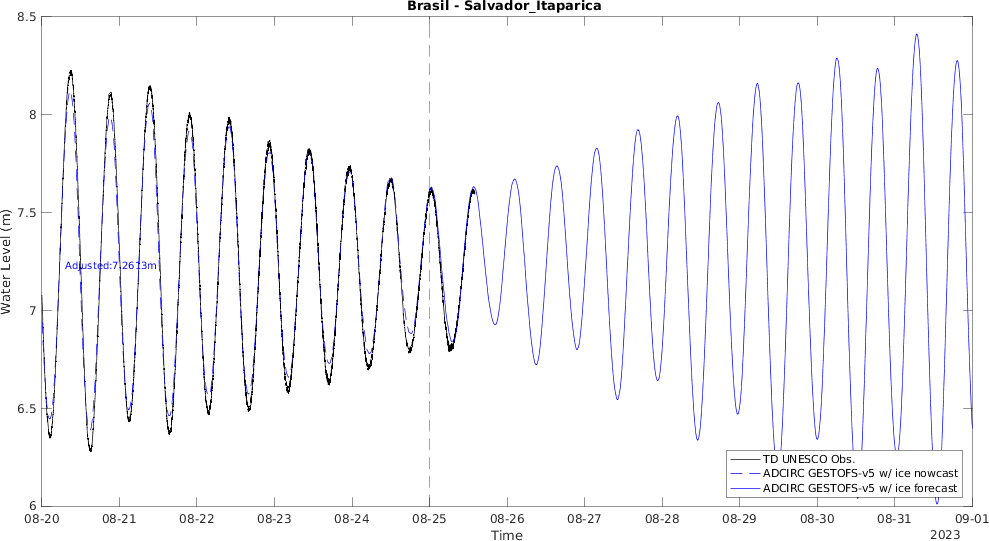 Brasil - Salvador_Itaparica
8.5
8
7.5
7
6.5
6
Water Level (m)
Adjusted:7.2613m
TD UNESCO Obs.
ADCIRC GESTOFS-v5 w/ ice nowcast
ADCIRC GESTOFS-v5 w/ ice forecast
08-20 08-21 08-22 08-23 08-24 08-25 08-26 08-27 08-28 08-29 08-30 08-31 09-01
Time
2023